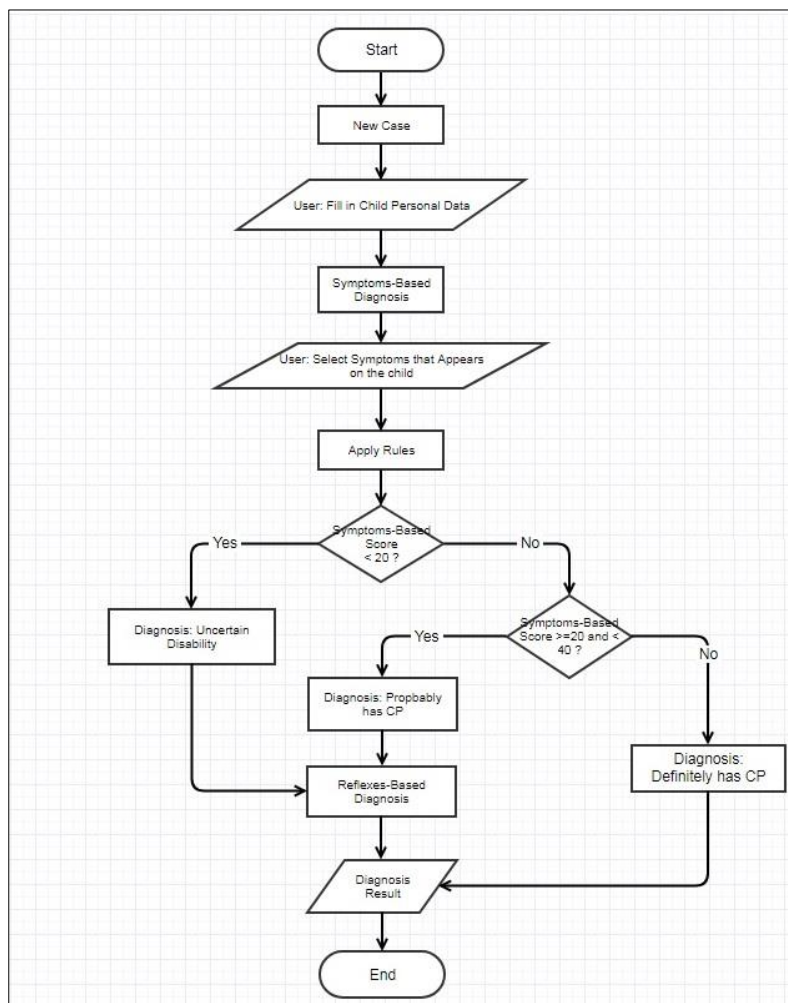 Start
New Case
User: Fill in Child Personal Data
Symptoms-Based
Diagnosis
User: Select Symptoms that Appears
on the child
Apply Rules
Symptoms-Based
Score
< 20 ?
Yes
No
Diagnosis: Uncertain
Disability
Symptoms-Based
Score >=20 and <
40 ?
Yes
No
Diagnosis: Propbably
has CP
Diagnosis:
Definitely has CP
Reflexes-Based
Diagnosis
Diagnosis
Result
End